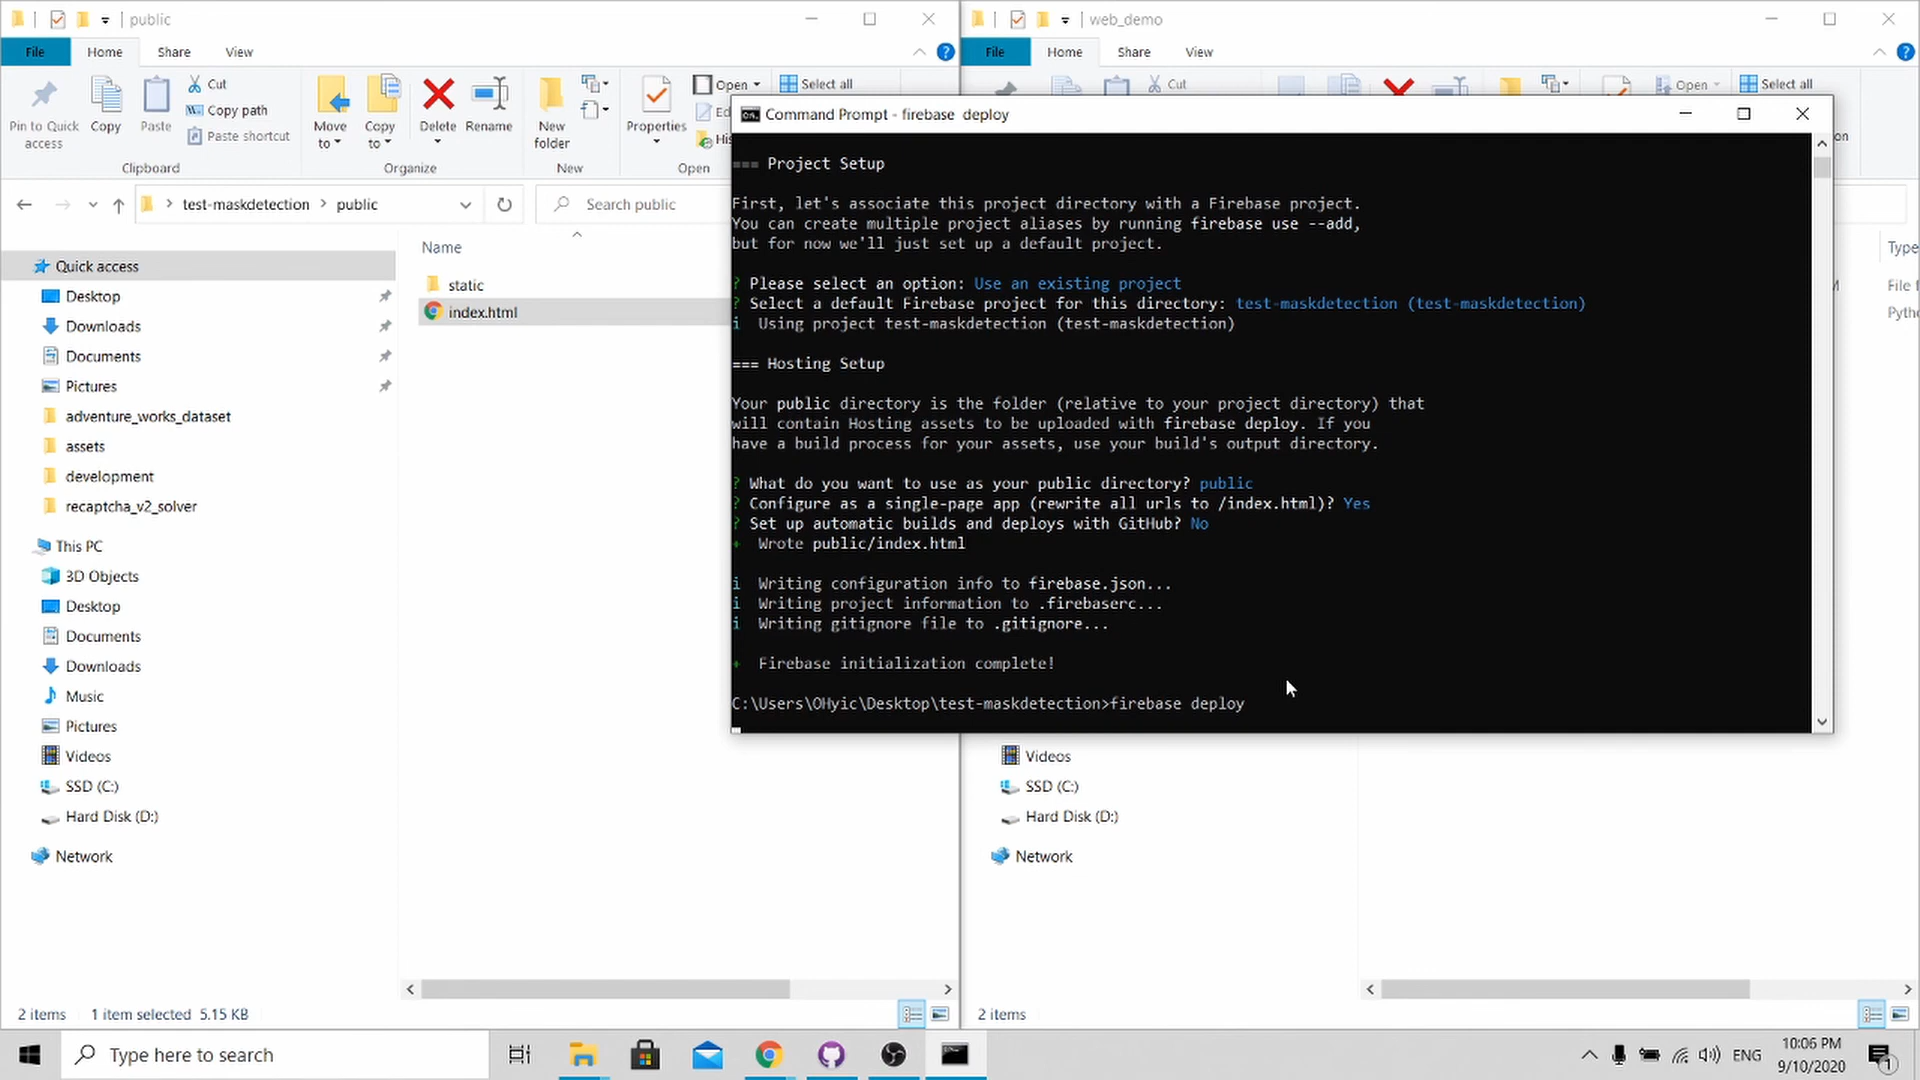 public
File
Home
Share
View
Pin to Quick access
Copy
Paste
Cut
Copy path
Paste shortcut
Clipboard
Move to
Copy to
Delete
Rename
Organize
New folder
New
Properties
Open
Open
Select all
test-maskdetection
public
Search public
Name
static
index.html
Quick access
Desktop
Downloads
Documents
Pictures
adventure_works_dataset
assets
development
recaptcha_v2_solver
This PC
3D Objects
Desktop
Documents
Downloads
Music
Pictures
Videos
SSD (C:)
Hard Disk (D:)
Network
2 items
1 item selected 5.15 KB
web_demo
File
Home
Share
View
Cut
Open
Select all
Type
File f
Pytho
Videos
SSD (C:)
Hard Disk (D:)
Network
2 items
Command Prompt - firebase deploy
=== Project Setup
First, let's associate this project directory with a Firebase project.
You can create multiple project aliases by running firebase use --add,
but for now we'll just set up a default project.
? Please select an option: Use an existing project
? Select a default Firebase project for this directory: test-maskdetection (test-maskdetection)
i Using project test-maskdetection (test-maskdetection)
=== Hosting Setup
Your public directory is the folder (relative to your project directory) that
will contain Hosting assets to be uploaded with firebase deploy. If you
have a build process for your assets, use your build's output directory.
? What do you want to use as your public directory? public
? Configure as a single-page app (rewrite all urls to /index.html)? Yes
? Set up automatic builds and deploys with GitHub? No
+ Wrote public/index.html
i Writing configuration info to firebase.json...
i Writing project information to .firebaserc...
i Writing gitignore file to .gitignore...
+ Firebase initialization complete!
C:\Users\OHyic\Desktop\test-maskdetection>firebase deploy
Type here to search
ENG
10:06 PM
9/10/2020
1